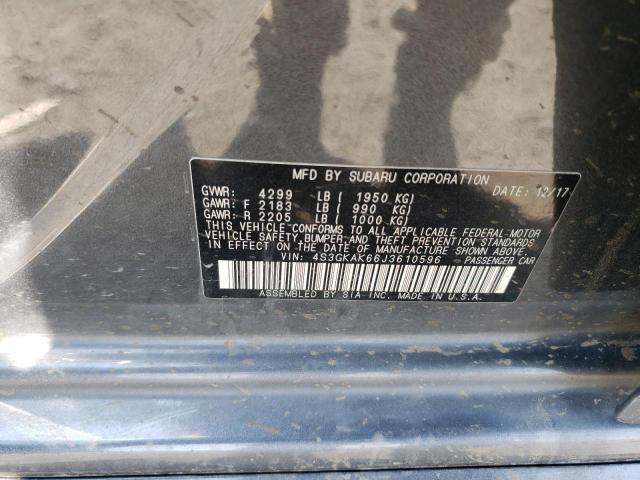 MFD BY SUBARU CORPORATION
GVWR: 4299 LB ( 1950 KG) DATE: 12/17
GAWR: F 2183 LB ( 990 KG)
GAWR: R 2205 LB ( 1000 KG)
THIS VEHICLE CONFORMS TO ALL APPLICABLE FEDERAL MOTOR
VEHICLE SAFETY, BUMPER, AND THEFT PREVENTION STANDARDS
IN EFFECT ON THE DATE OF MANUFACTURE SHOWN ABOVE.
VIN: 4S3GKAK66J3610596 PASSENGER CAR
ASSEMBLED BY SIA-INC. MADE IN U.S.A.